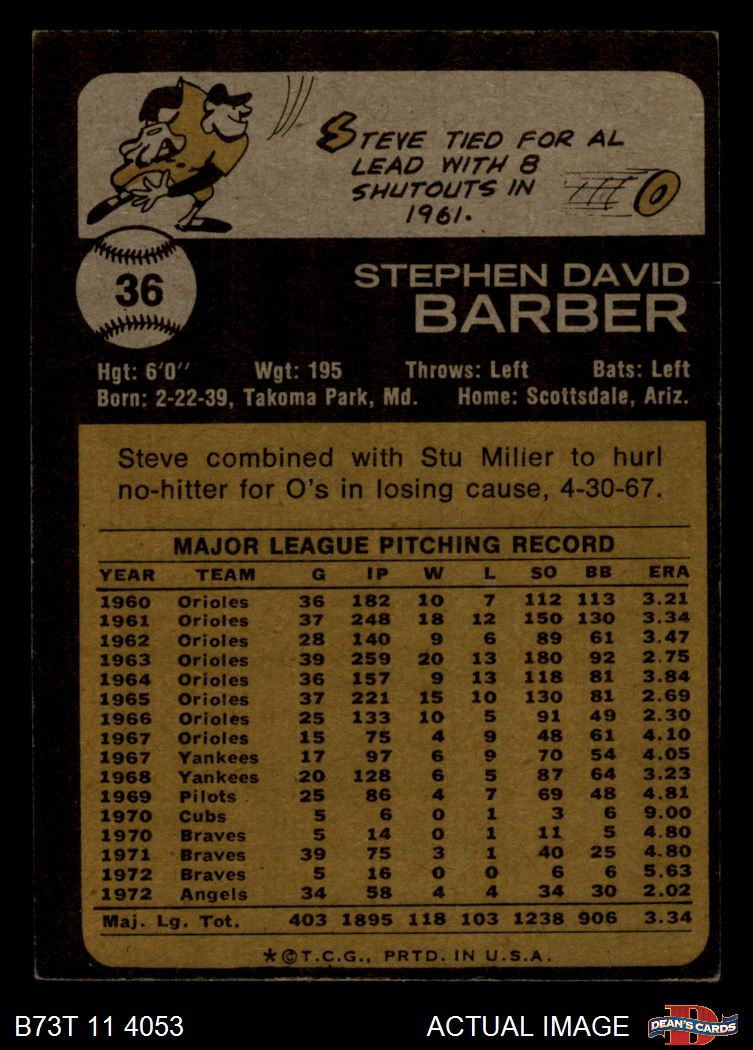 STEVE TIED FOR AL
LEAD WITH 8
SHUTOUTS IN
1961.
36
STEPHEN DAVID
BARBER
Hgt: 6'0" Wgt: 195 Throws: Left Bats: Left
Born: 2-22-39, Takoma Park, Md. Home: Scottsdale, Ariz.
Steve combined with Stu Miller to hurl
no-hitter for O's in losing cause, 4-30-67.
MAJOR LEAGUE PITCHING RECORD
YEAR TEAM G IP W L SO BB ERA
1960 Orioles 36 182 10 7 112 113 3.21
1961 Orioles 37 248 18 12 150 130 3.34
1962 Orioles 28 140 9 6 89 61 3.47
1963 Orioles 39 259 20 13 180 92 2.75
1964 Orioles 36 157 9 13 118 81 3.84
1965 Orioles 37 221 15 10 130 81 2.69
1966 Orioles 25 133 10 5 91 49 2.30
1967 Orioles 15 75 4 9 48 61 4.10
1967 Yankees 17 97 6 9 70 54 4.05
1968 Yankees 20 128 6 5 87 64 3.23
1969 Pilots 25 86 4 7 69 48 4.81
1970 Cubs 5 6 0 1 3 6 9.00
1970 Braves 5 14 0 1 11 5 4.80
1971 Braves 39 75 3 1 40 25 4.80
1972 Braves 5 16 0 0 6 6 5.63
1972 Angels 34 58 4 4 34 30 2.02
Maj. Lg. Tot. 403 1895 118 103 1238 906 3.34
*©T.C.G., PRTD. IN U.S.A.
B73T 11 4053 ACTUAL IMAGE DEAN'S CARDS